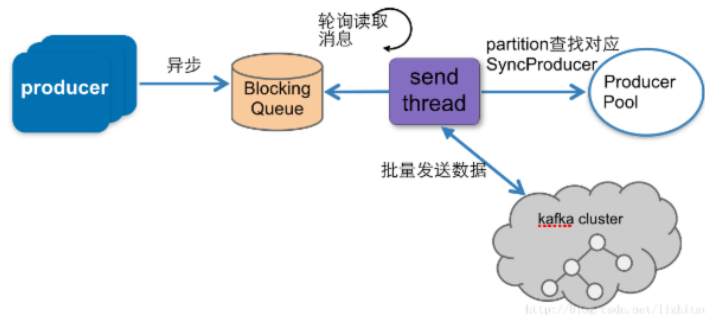 producer
异步
Blocking
Queue
轮询读取
消息
send
thread
partition查找对应
SyncProducer
Producer
Pool
批量发送数据
kafka cluster